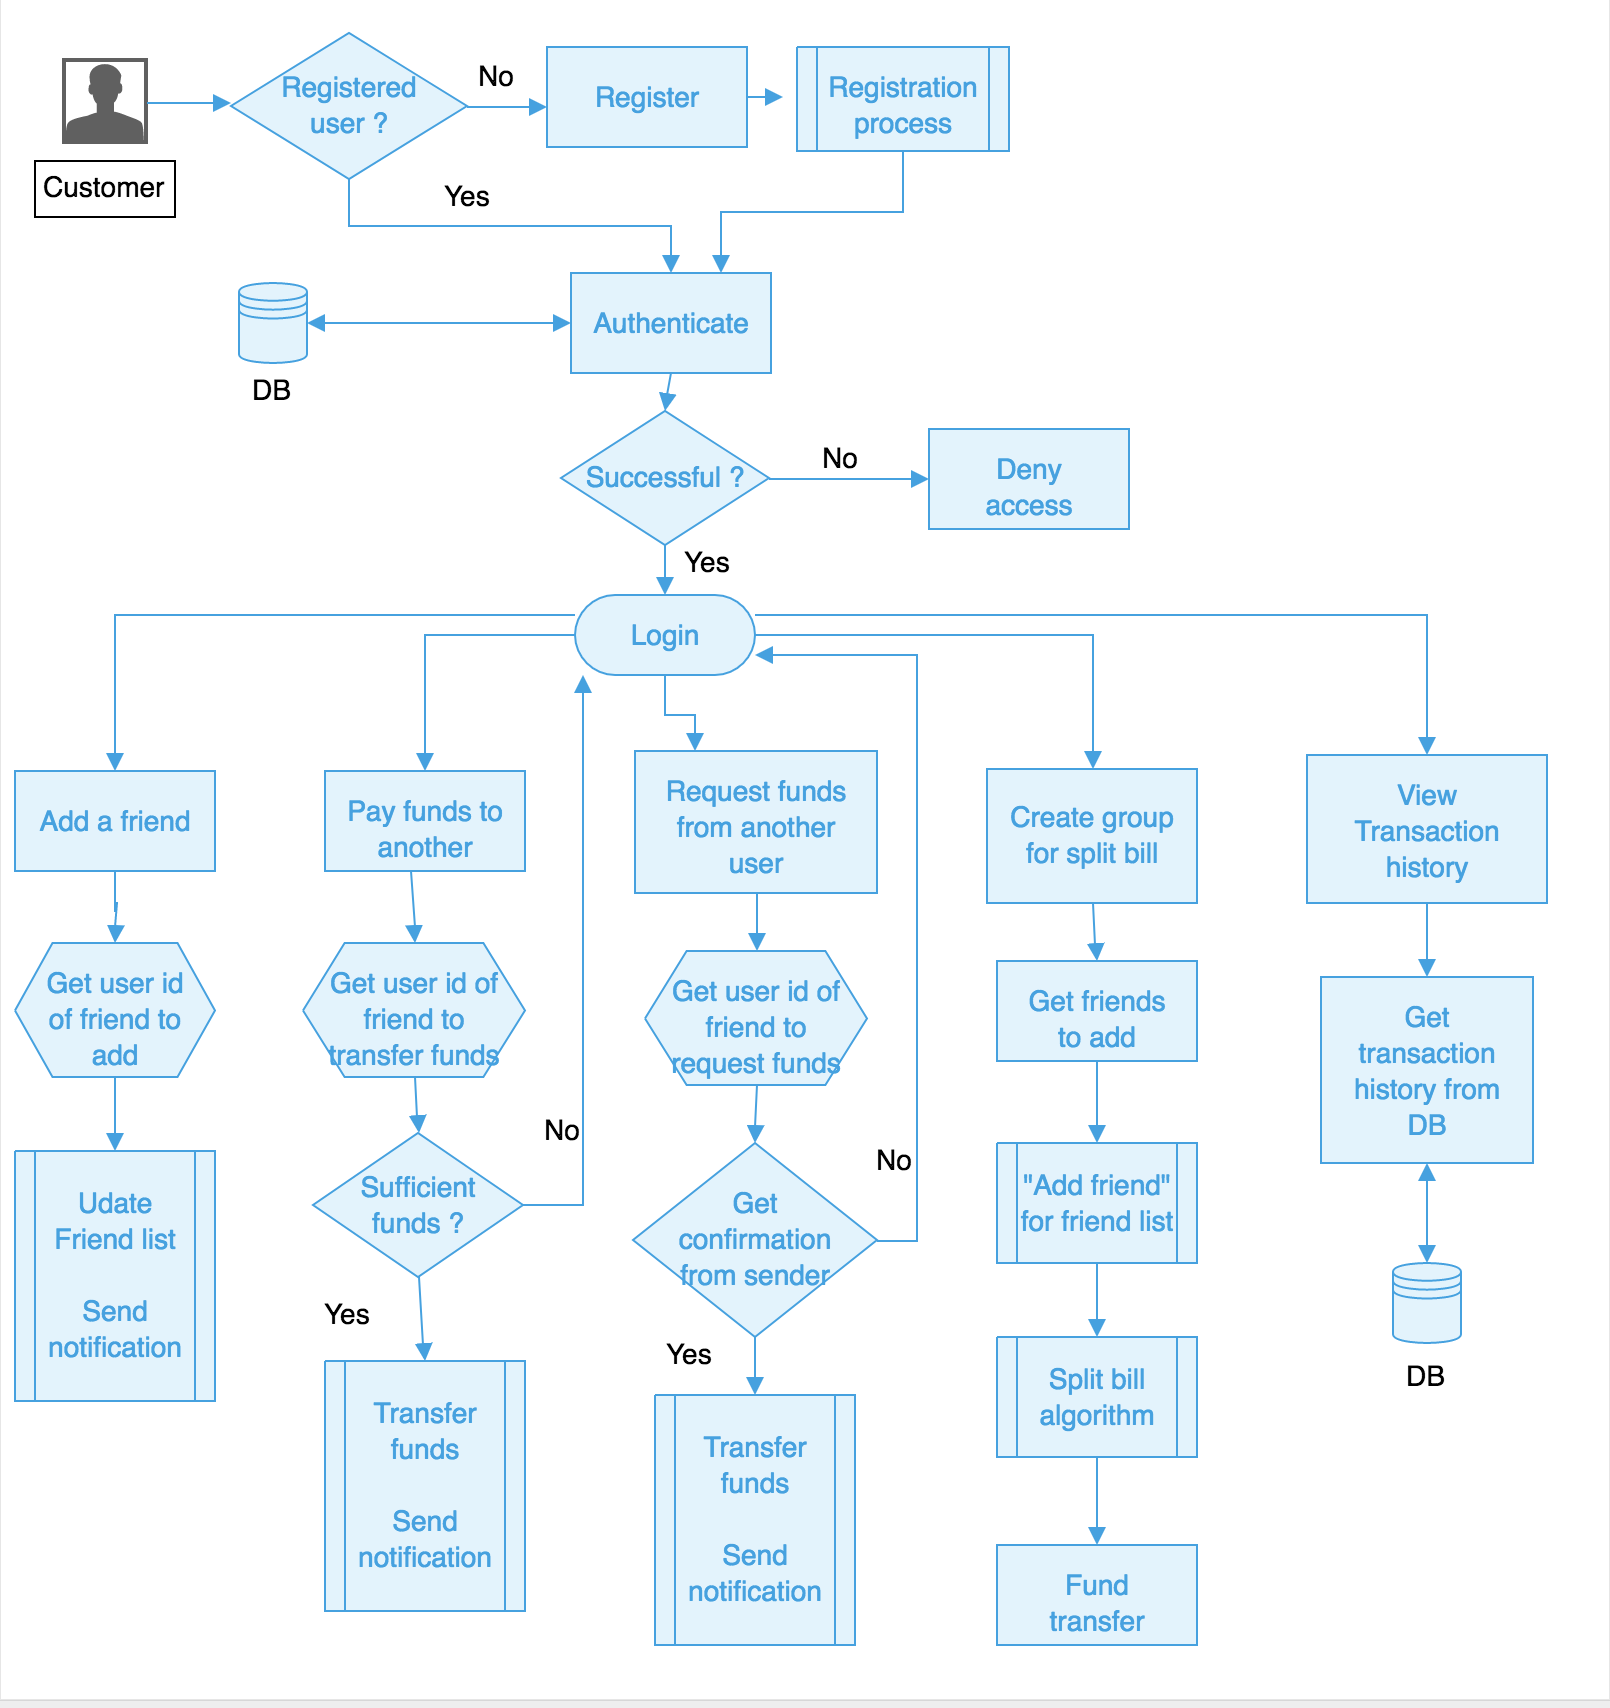 Registered
user ?
No
Register
Registration
process
Customer
Yes
Authenticate
DB
Successful ?
No
Deny
access
Yes
Login
Add a friend
Pay funds to
another
Request funds
from another
user
Create group
for split bill
View
Transaction
history
Get user id
of friend to
add
Get user id of
friend to
transfer funds
Get user id of
friend to
request funds
Get friends
to add
Get
transaction
history from
DB
No
No
Udate
Friend list
Send
notification
Sufficient
funds ?
Get
confirmation
from sender
"Add friend"
for friend list
Yes
Yes
Split bill
algorithm
DB
Transfer
funds
Send
notification
Transfer
funds
Send
notification
Fund
transfer